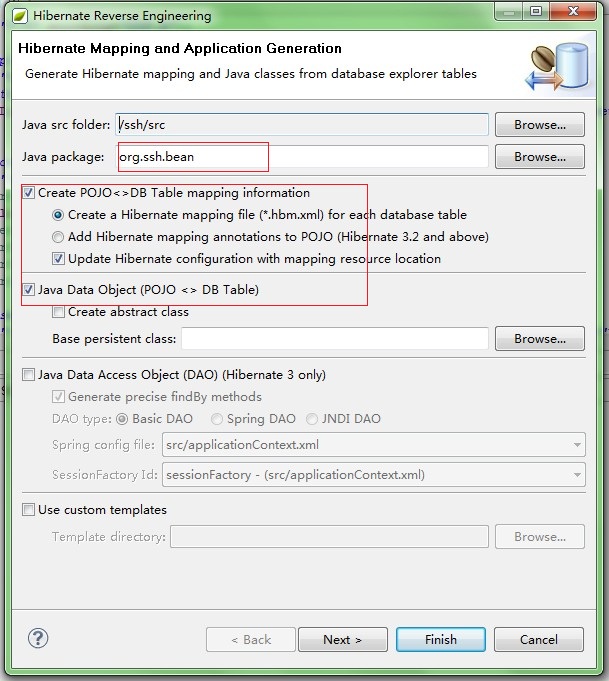 Hibernate Reverse Engineering
Hibernate Mapping and Application Generation
Generate Hibernate mapping and Java classes from database explorer tables
Java src folder: /ssh/src Browse...
Java package: org.ssh.bean Browse...
Create POJO<>DB Table mapping information
Create a Hibernate mapping file (*.hbm.xml) for each database table
Add Hibernate mapping annotations to POJO (Hibernate 3.2 and above)
Update Hibernate configuration with mapping resource location
Java Data Object (POJO <> DB Table)
Create abstract class
Base persistent class: Browse...
Java Data Access Object (DAO) (Hibernate 3 only)
Generate precise findBy methods
DAO type: Basic DAO Spring DAO JNDI DAO
Spring config file: src/applicationContext.xml
SessionFactory Id: sessionFactory - (src/applicationContext.xml)
Use custom templates
Template directory: Browse...
? < Back Next > Finish Cancel